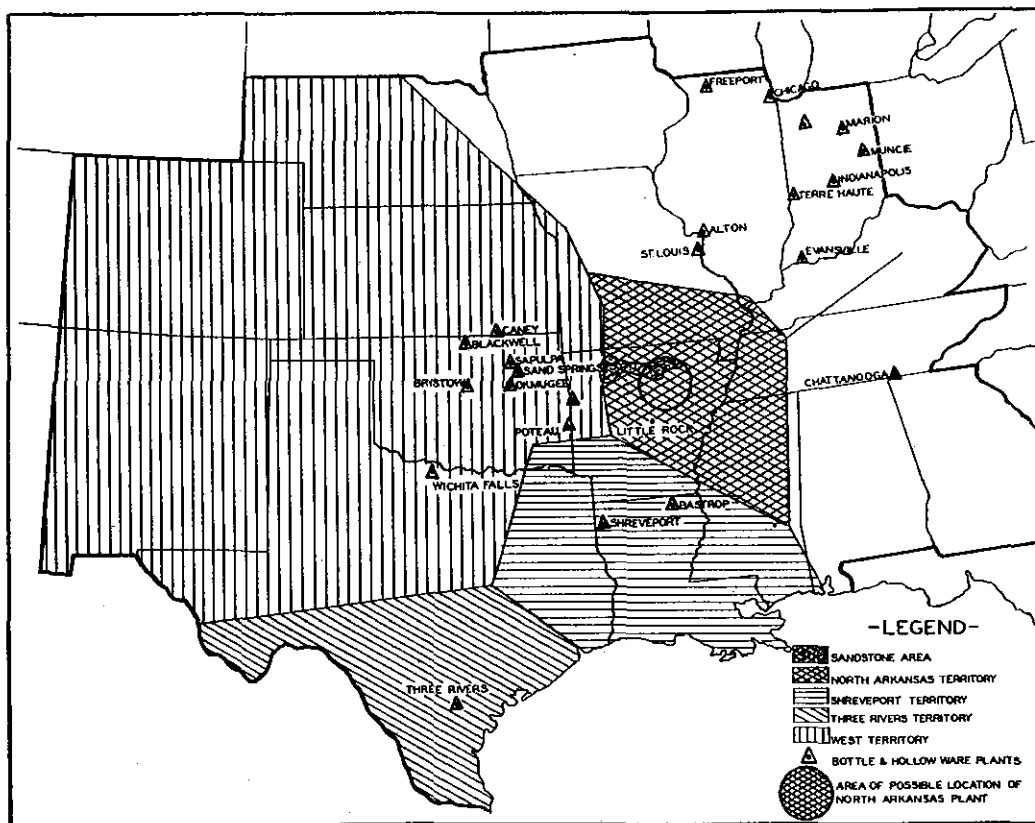 FREEPORT
CHICAGO
MARION
MUNCIE
INDIANAPOLIS
TERRE HAUTE
ALTON
ST. LOUIS
EVANSVILLE
CANEY
BLACKWELL
SAPULPA
SAND SPRINGS
CHATTANOOGA
BRISTOW
OKMUGEE
POTEAU
LITTLE ROCK
WICHITA FALLS
BASTROP
SHREVEPORT
THREE RIVERS
-LEGEND-
SANDSTONE AREA
NORTH ARKANSAS TERRITORY
SHREVEPORT TERRITORY
THREE RIVERS TERRITORY
WEST TERRITORY
BOTTLE & HOLLOW WARE PLANTS
AREA OF POSSIBLE LOCATION OF
NORTH ARKANSAS PLANT